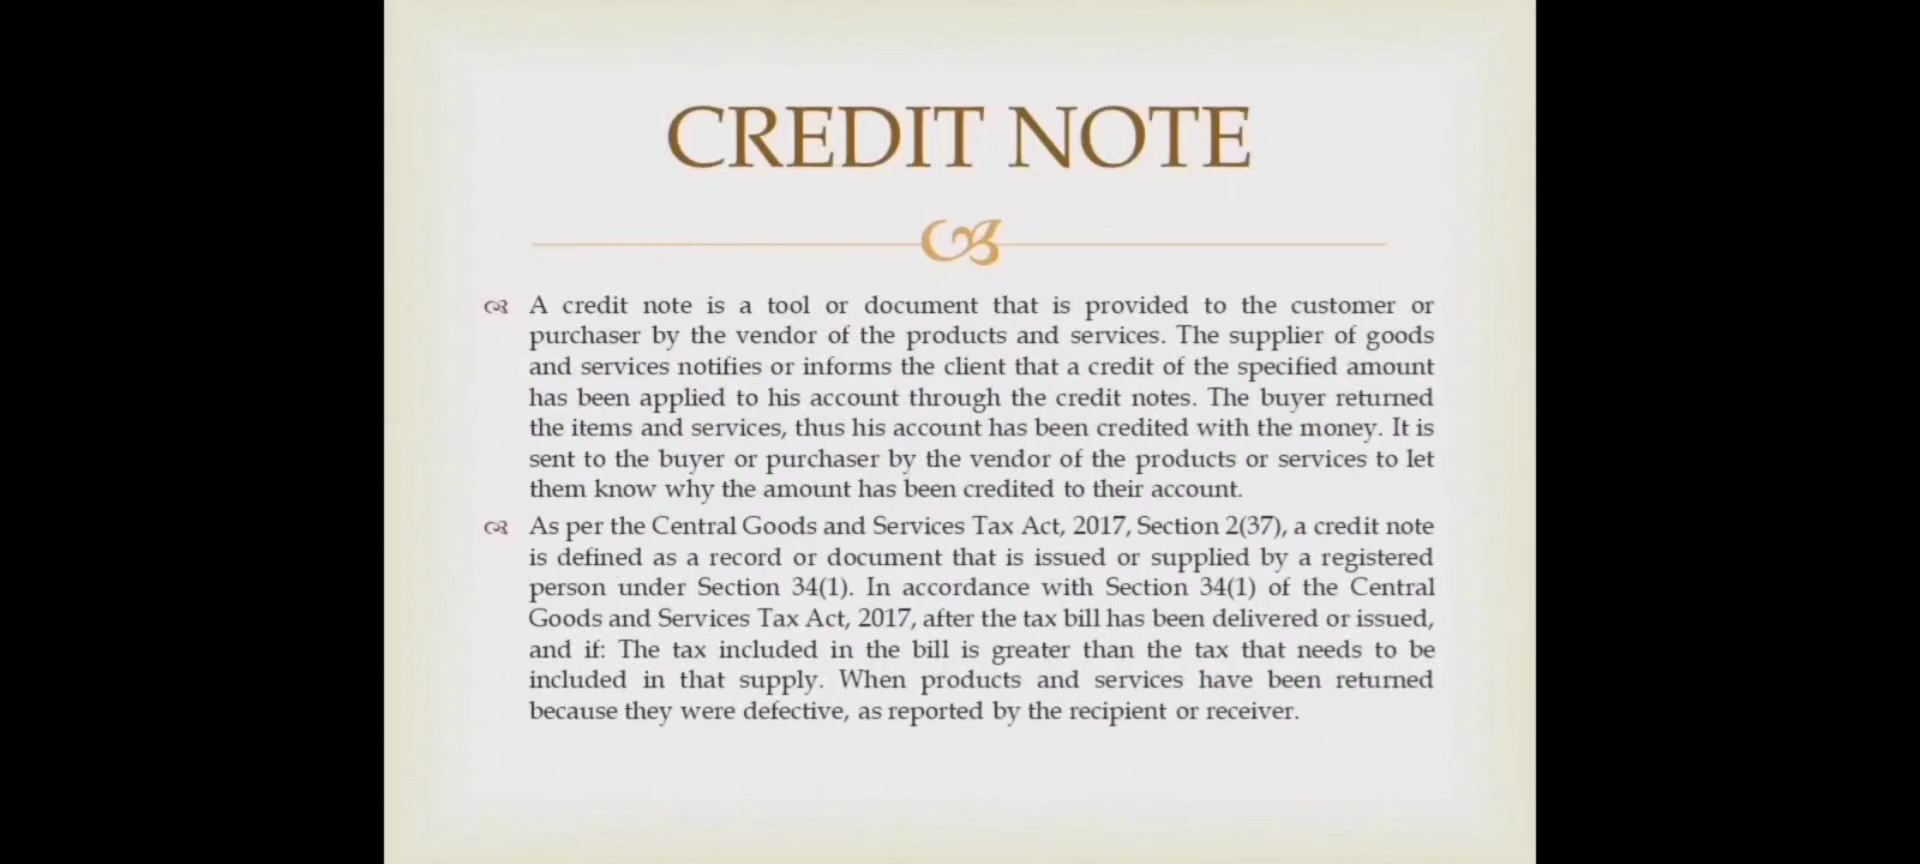 CREDIT NOTE
A credit note is a tool or document that is provided to the customer or
purchaser by the vendor of the products and services. The supplier of goods
and services notifies or informs the client that a credit of the specified amount
has been applied to his account through the credit notes. The buyer returned
the items and services, thus his account has been credited with the money. It is
sent to the buyer or purchaser by the vendor of the products or services to let
them know why the amount has been credited to their account.
As per the Central Goods and Services Tax Act, 2017, Section 2(37), a credit note
is defined as a record or document that is issued or supplied by a registered
person under Section 34(1). In accordance with Section 34(1) of the Central
Goods and Services Tax Act, 2017, after the tax bill has been delivered or issued,
and if: The tax included in the bill is greater than the tax that needs to be
included in that supply. When products and services have been returned
because they were defective, as reported by the recipient or receiver.